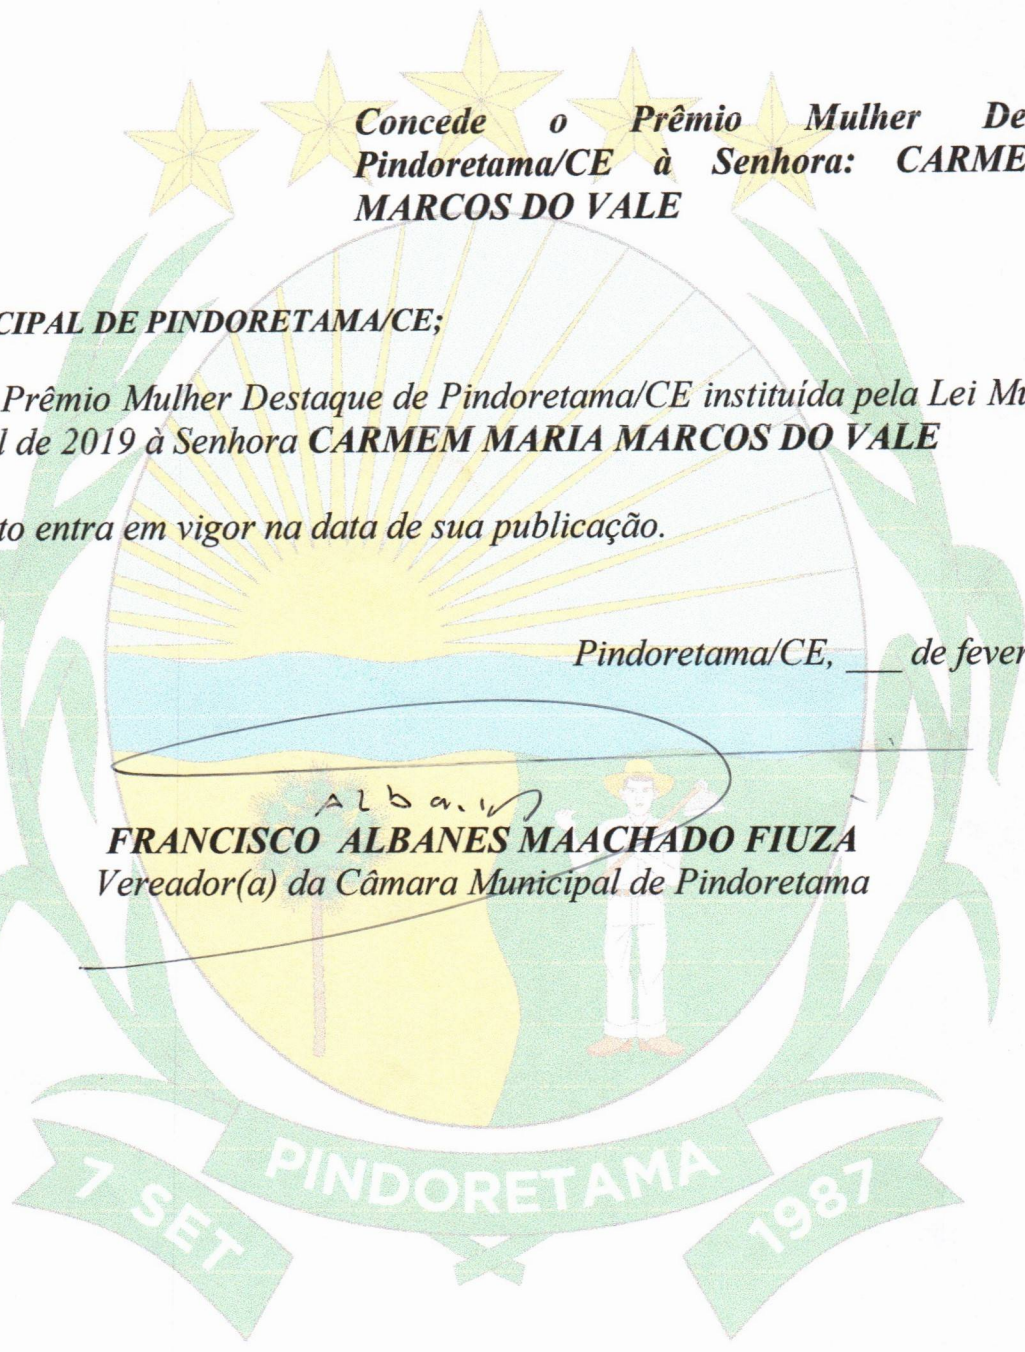 Concede o Prêmio Mulher De
Pindoretama/CE à Senhora: CARME
MARCOS DO VALE
CIPAL DE PINDORETAMA/CE;
Prêmio Mulher Destaque de Pindoretama/CE instituída pela Lei Mu
l de 2019 à Senhora CARMEM MARIA MARCOS DO VALE
to entra em vigor na data de sua publicação.
Pindoretama/CE, ___ de fever
FRANCISCO ALBANES MAACHADO FIUZA
Vereador(a) da Câmara Municipal de Pindoretama
7 SET PINDORETAMA 1987